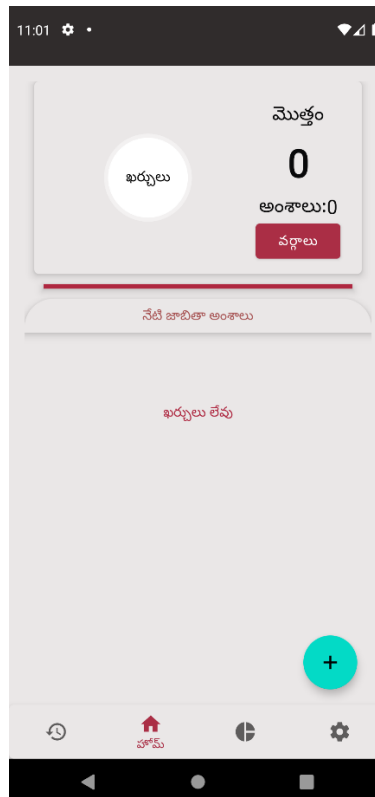 11:01
మొత్తం
ఖర్చులు
0
అంశాలు:0
వర్గాలు
నేటి జాబితా అంశాలు
ఖర్చులు లేవు
+
హోమ్